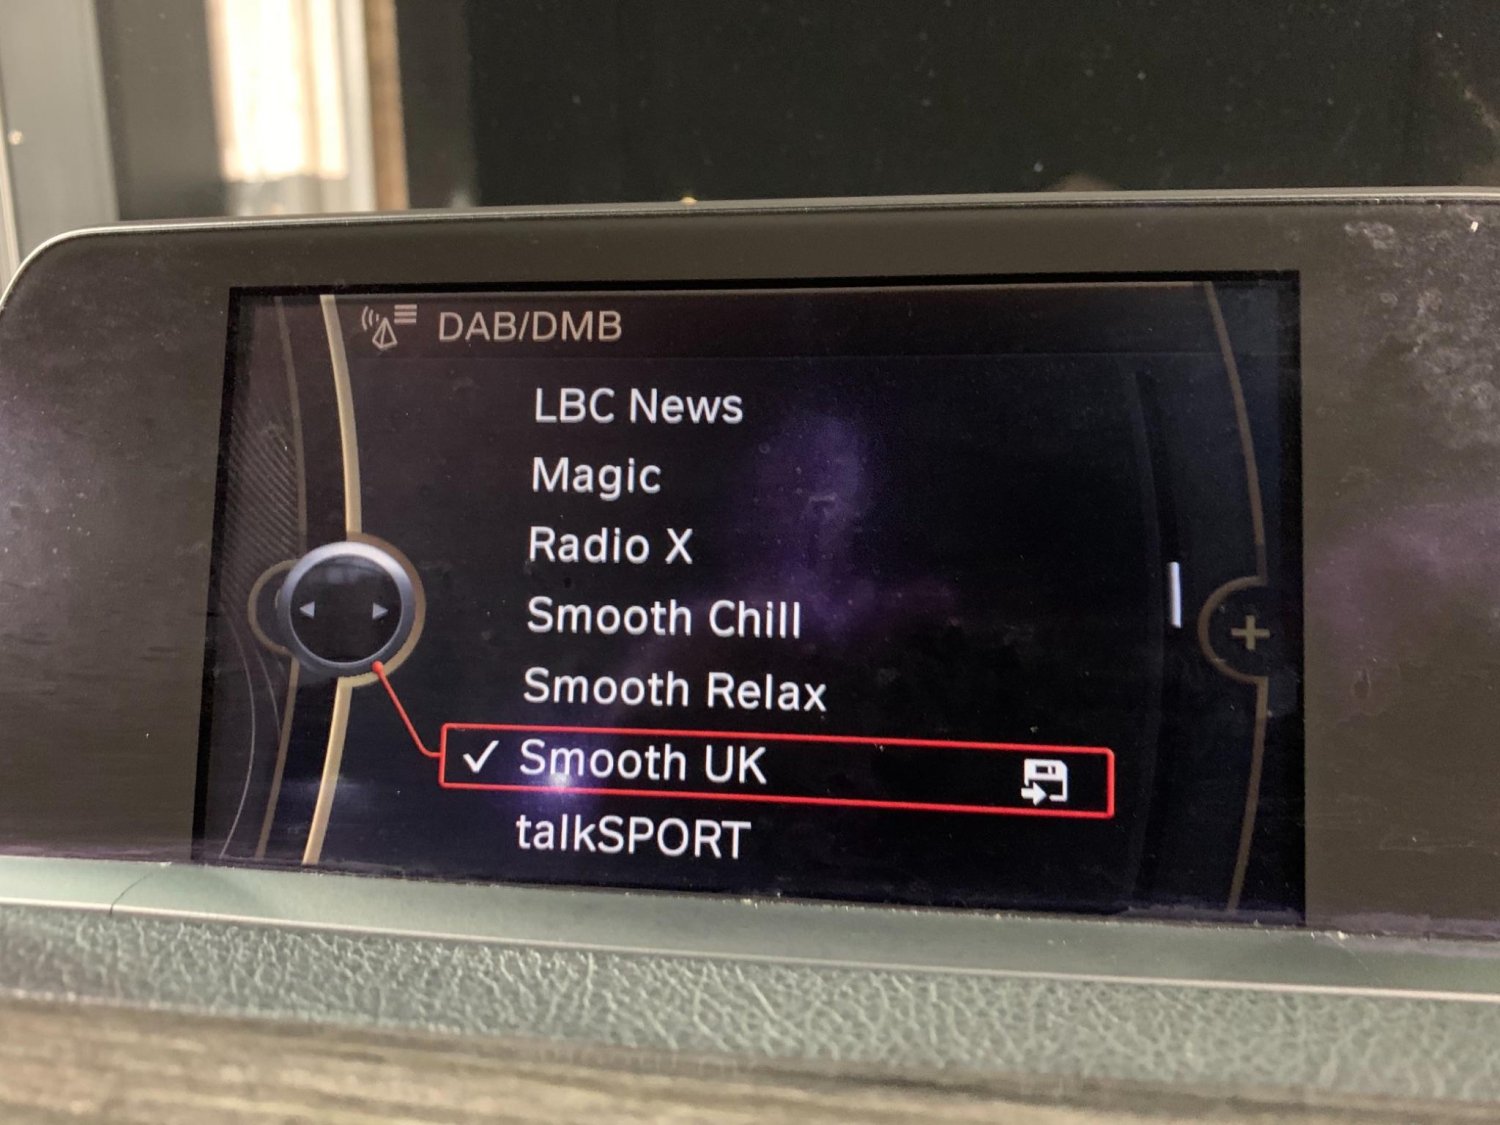 DAB/DMB
LBC News
Magic
Radio X
Smooth Chill
Smooth Relax
Smooth UK
talkSPORT